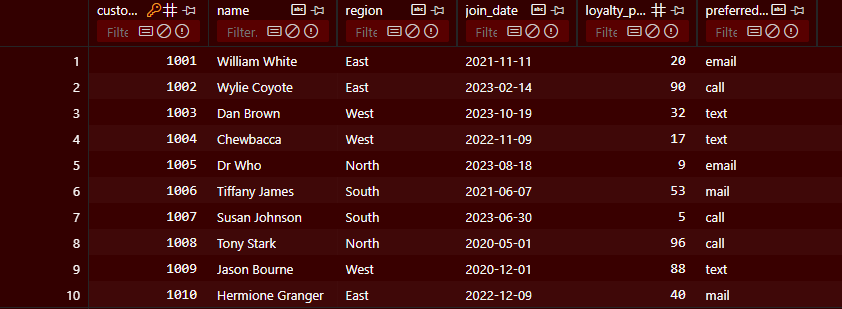 custo... name region join_date loyalty_p... preferred...
Filte Filter. Filte Filter. Filte Filte
1 1001 William White East 2021-11-11 20 email
2 1002 Wylie Coyote East 2023-02-14 90 call
3 1003 Dan Brown West 2023-10-19 32 text
4 1004 Chewbacca West 2022-11-09 17 text
5 1005 Dr Who North 2023-08-18 9 email
6 1006 Tiffany James South 2021-06-07 53 mail
7 1007 Susan Johnson South 2023-06-30 5 call
8 1008 Tony Stark North 2020-05-01 96 call
9 1009 Jason Bourne West 2020-12-01 88 text
10 1010 Hermione Granger East 2022-12-09 40 mail